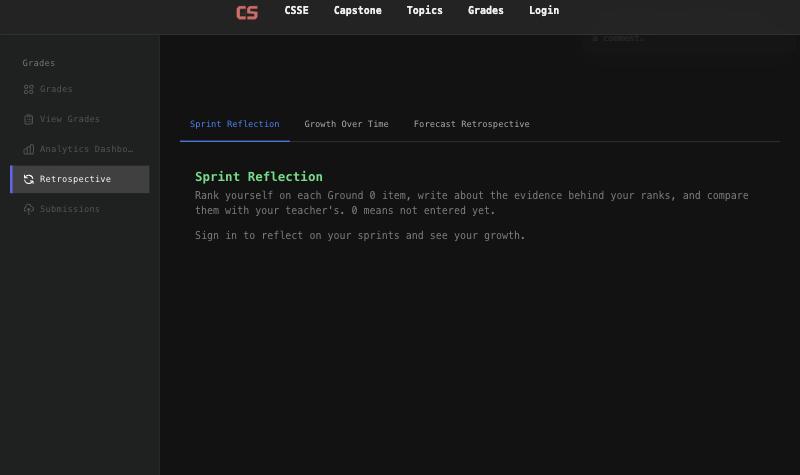 CS
CSSE
Capstone
Topics
Grades
Login
a comment.
Grades
Grades
View Grades
Analytics Dashbo…
Retrospective
Submissions
Sprint Reflection
Growth Over Time
Forecast Retrospective
Sprint Reflection
Rank yourself on each Ground 0 item, write about the evidence behind your ranks, and compare
them with your teacher's. 0 means not entered yet.
Sign in to reflect on your sprints and see your growth.